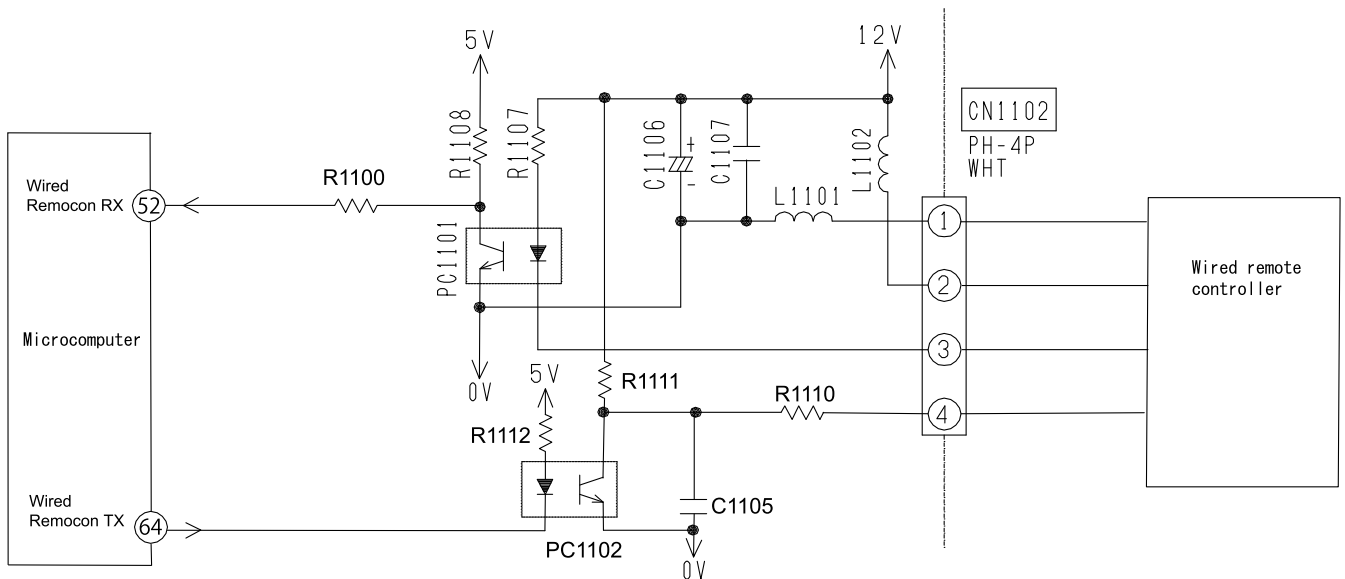 5V
12V
CN1102
PH-4P
WHT
R1108
R1107
C1106
+
-
C1107
L1102
Wired
Remocon RX
52
R1100
L1101
1
PC1101
2
Wired remote
controller
Microcomputer
3
0V
5V
R1111
R1110
4
R1112
Wired
Remocon TX
64
C1105
PC1102
0V